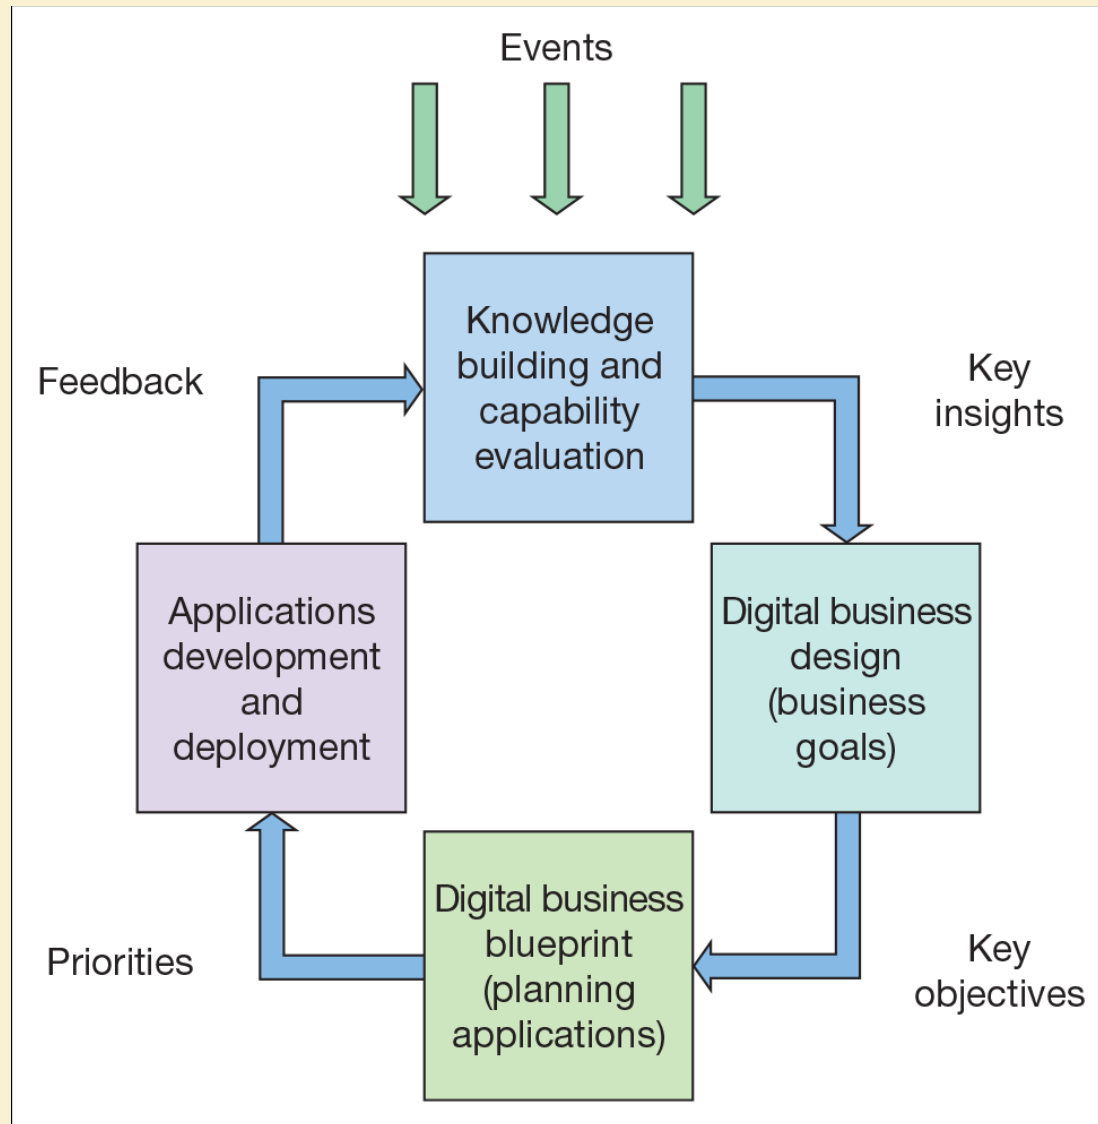 Events
Knowledge
building and
capability
evaluation
Feedback
Key
insights
Applications
development
and
deployment
Digital business
design
(business
goals)
Digital business
blueprint
(planning
applications)
Priorities
Key
objectives